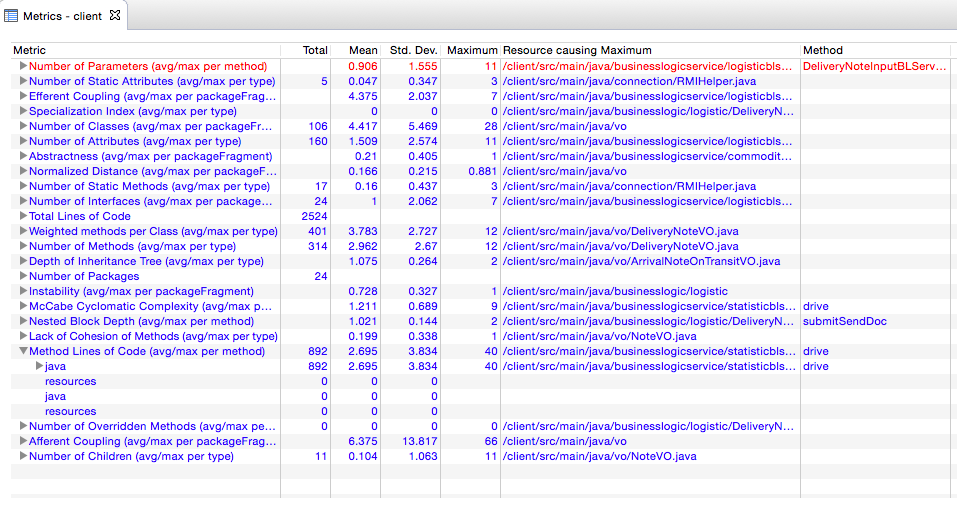 Metrics - client
Metric Total Mean Std. Dev. Maximum Resource causing Maximum Method
Number of Parameters (avg/max per method) 0.906 1.555 11 /client/src/main/java/businesslogicservice/logisticbls... DeliveryNoteInputBLServ...
Number of Static Attributes (avg/max per type) 5 0.047 0.347 3 /client/src/main/java/connection/RMIHelper.java
Efferent Coupling (avg/max per packageFrag... 4.375 2.037 7 /client/src/main/java/businesslogicservice/logisticbls...
Specialization Index (avg/max per type) 0 0 0 /client/src/main/java/businesslogic/logistic/DeliveryN...
Number of Classes (avg/max per packageFr... 106 4.417 5.469 28 /client/src/main/java/vo
Number of Attributes (avg/max per type) 160 1.509 2.574 11 /client/src/main/java/businesslogicservice/logisticbls...
Abstractness (avg/max per packageFragment) 0.21 0.405 1 /client/src/main/java/businesslogicservice/commodit...
Normalized Distance (avg/max per packageF... 0.166 0.215 0.881 /client/src/main/java/vo
Number of Static Methods (avg/max per type) 17 0.16 0.437 3 /client/src/main/java/connection/RMIHelper.java
Number of Interfaces (avg/max per package... 24 1 2.062 7 /client/src/main/java/businesslogicservice/logisticbls...
Total Lines of Code 2524
Weighted methods per Class (avg/max per type) 401 3.783 2.727 12 /client/src/main/java/vo/DeliveryNoteVO.java
Number of Methods (avg/max per type) 314 2.962 2.67 12 /client/src/main/java/vo/DeliveryNoteVO.java
Depth of Inheritance Tree (avg/max per type) 1.075 0.264 2 /client/src/main/java/vo/ArrivalNoteOnTransitVO.java
Number of Packages 24
Instability (avg/max per packageFragment) 0.728 0.327 1 /client/src/main/java/businesslogic/logistic
McCabe Cyclomatic Complexity (avg/max p... 1.211 0.689 9 /client/src/main/java/businesslogicservice/statisticbls... drive
Nested Block Depth (avg/max per method) 1.021 0.144 2 /client/src/main/java/businesslogic/logistic/DeliveryN... submitSendDoc
Lack of Cohesion of Methods (avg/max per type) 0.199 0.338 1 /client/src/main/java/vo/NoteVO.java
Method Lines of Code (avg/max per method) 892 2.695 3.834 40 /client/src/main/java/businesslogicservice/statisticbls... drive
java 892 2.695 3.834 40 /client/src/main/java/businesslogicservice/statisticbls... drive
resources 0 0 0
java 0 0 0
resources 0 0 0
Number of Overridden Methods (avg/max pe... 0 0 0 0 /client/src/main/java/businesslogic/logistic/DeliveryN...
Afferent Coupling (avg/max per packageFrag... 6.375 13.817 66 /client/src/main/java/vo
Number of Children (avg/max per type) 11 0.104 1.063 11 /client/src/main/java/vo/NoteVO.java